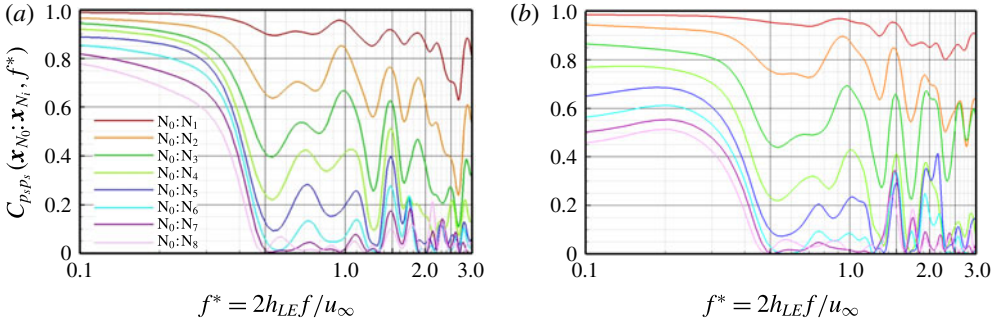 (a)
1.0
0.8
0.6
0.4
0.2
0
C_{p_s p_s} (x_{N_0}: x_{N_i}, f*)
N₀:N₁
N₀:N₂
N₀:N₃
N₀:N₄
N₀:N₅
N₀:N₆
N₀:N₇
N₀:N₈
0.1 1.0 2.0 3.0
f* = 2h_{LE} f/u_∞
(b)
1.0
0.8
0.6
0.4
0.2
0
0.1 1.0 2.0 3.0
f* = 2h_{LE} f/u_∞